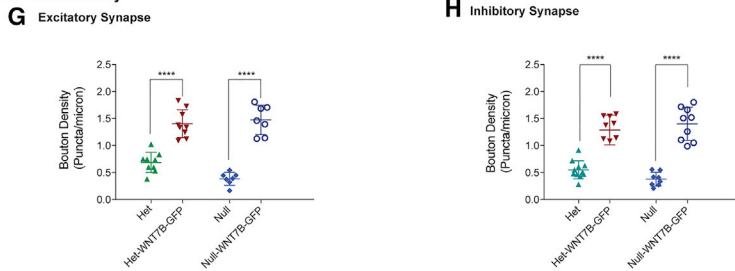 G Excitatory Synapse
**** ****
Bouton Density
(Puncta/micron)
2.5
2.0
1.5
1.0
0.5
0.0
Het
Het-WNT7B-GFP
Null
Null-WNT7B-GFP
H Inhibitory Synapse
**** ****
Bouton Density
(Puncta/micron)
2.5
2.0
1.5
1.0
0.5
0.0
Het
Het-WNT7B-GFP
Null
Null-WNT7B-GFP